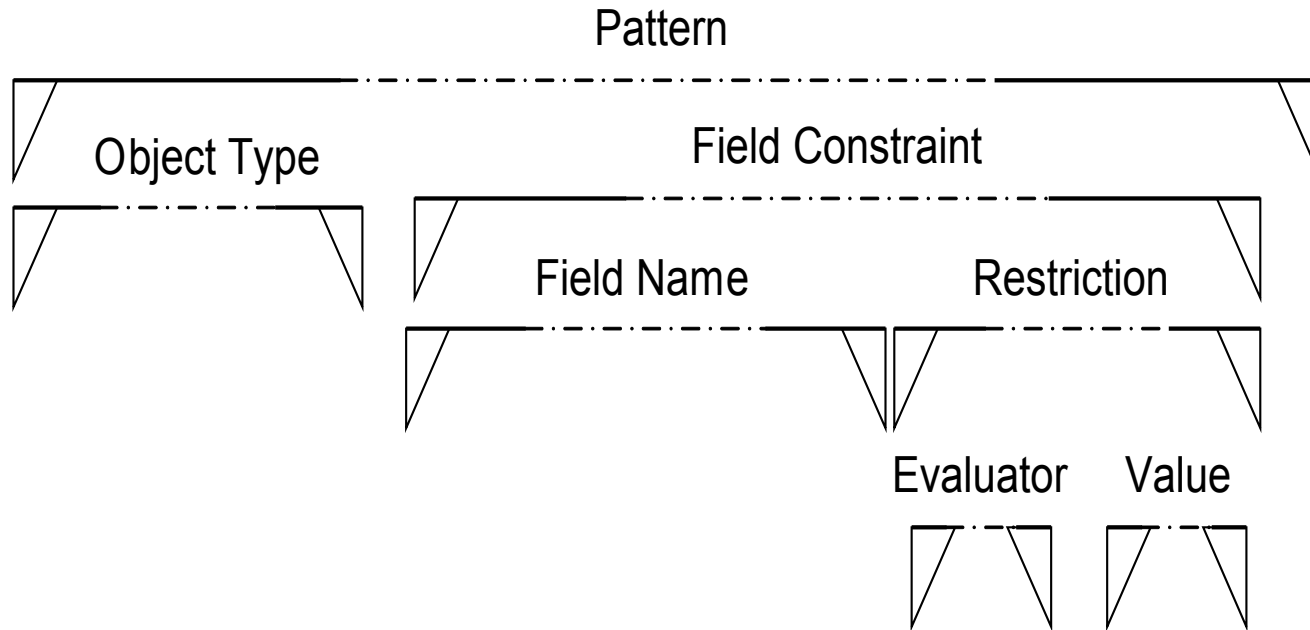 Pattern
Object Type
Field Constraint
Field Name
Restriction
Evaluator
Value